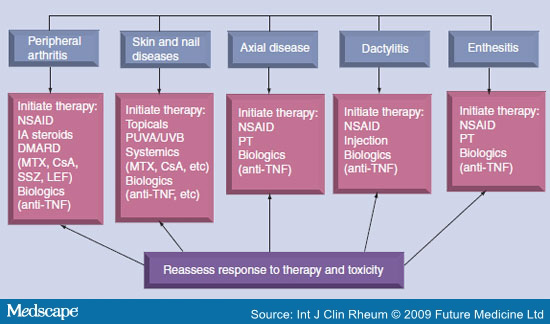 Peripheral
arthritis
Skin and nail
diseases
Axial disease
Dactylitis
Enthesitis
Initiate therapy:
NSAID
IA steroids
DMARD
(MTX, CsA,
SSZ, LEF)
Biologics
(anti-TNF)
Initiate therapy:
Topicals
PUVA/UVB
Systemics
(MTX, CsA, etc)
Biologics
(anti-TNF, etc)
Initiate therapy:
NSAID
PT
Biologics
(anti-TNF)
Initiate therapy:
NSAID
Injection
Biologics
(anti-TNF)
Initiate therapy:
NSAID
PT
Biologics
(anti-TNF)
Reassess response to therapy and toxicity
Medscape
Source: Int J Clin Rheum © 2009 Future Medicine Ltd